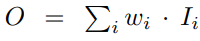 O = ∑ᵢ wᵢ · Iᵢ